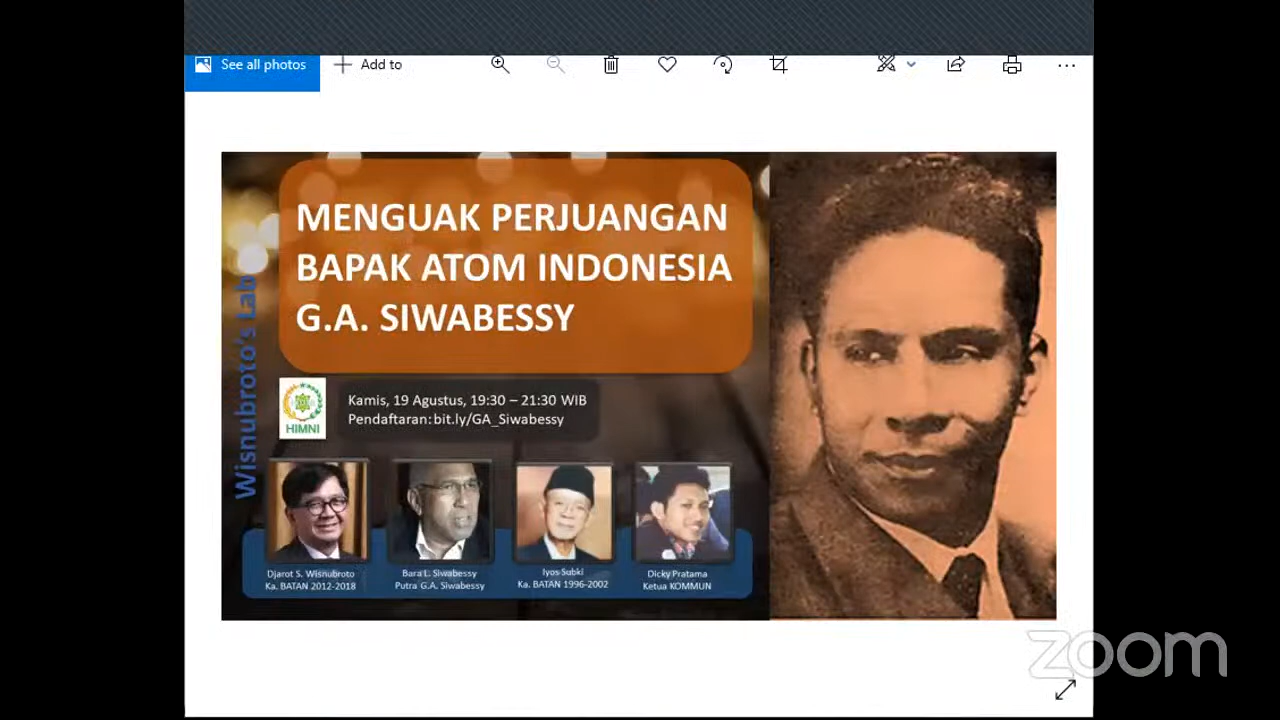 See all photos
Add to
MENGUAK PERJUANGAN
BAPAK ATOM INDONESIA
G.A. SIWABESSY
Wisnubroto's Lab
HIMNI
Kamis, 19 Agustus, 19:30 – 21:30 WIB
Pendaftaran: bit.ly/GA_Siwabessy
Djarot S. Wisnubroto
Ka. BATAN 2012-2018
Bara L. Siwabessy
Putra G.A. Siwabessy
Iyos Subki
Ka. BATAN 1996-2002
Dicky Pratama
Ketua KOMMUN
zoom